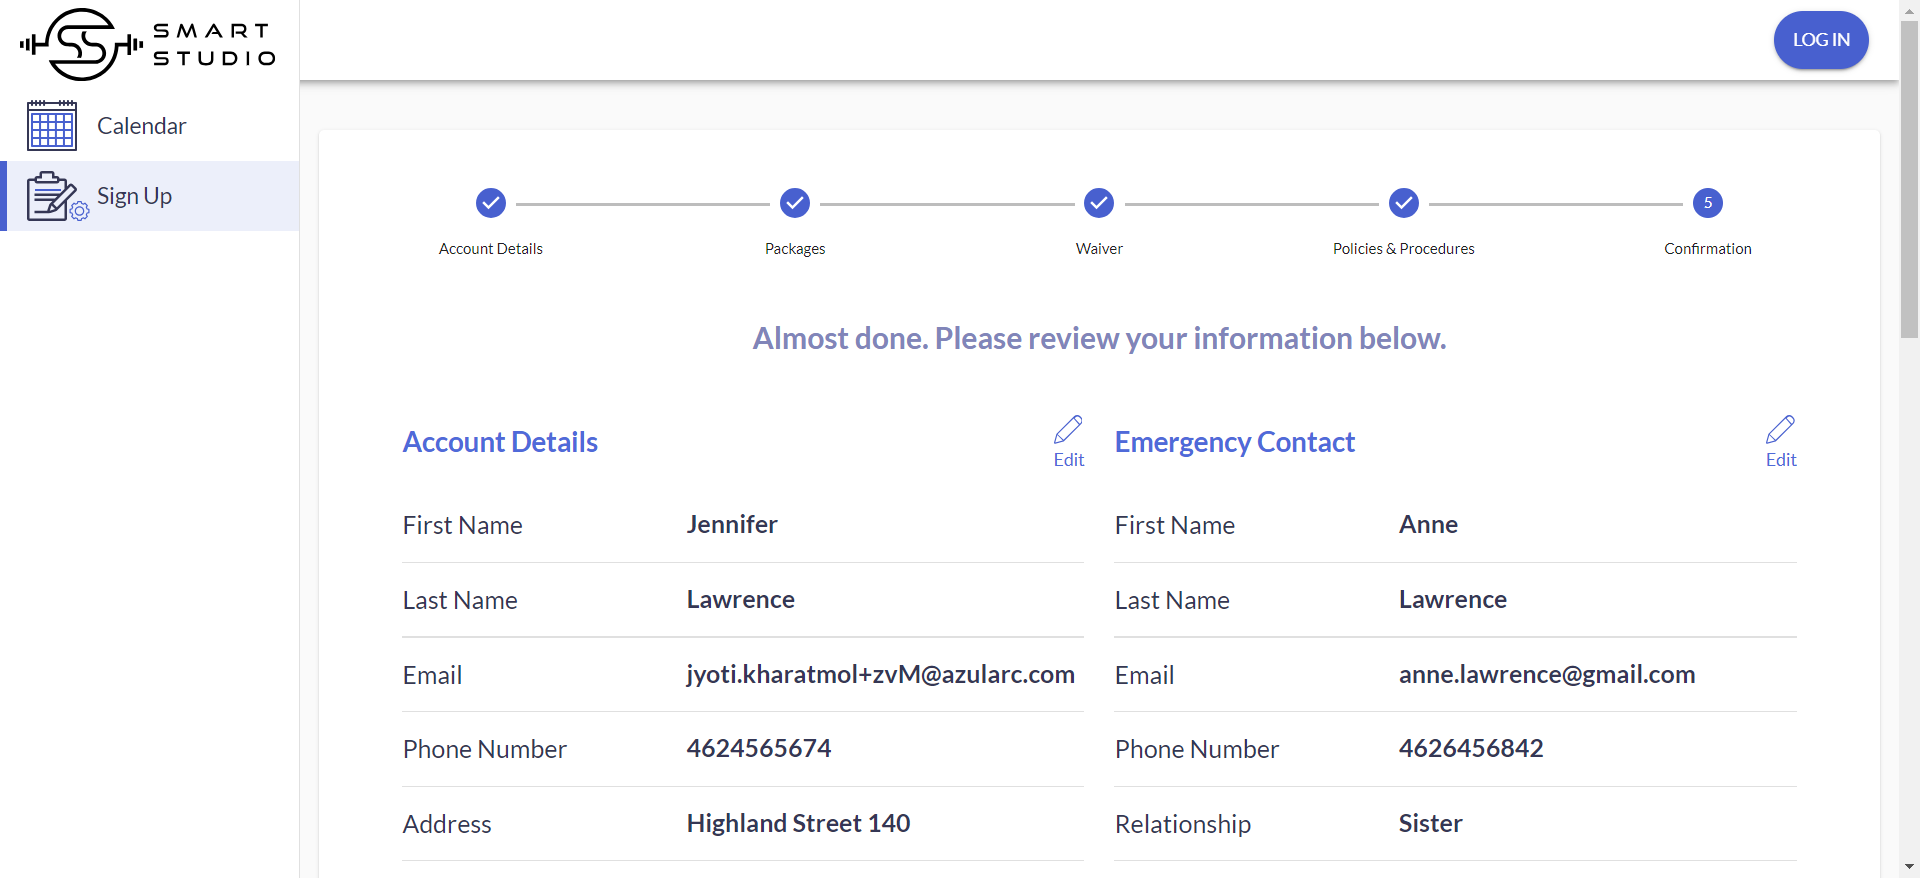 SMART
STUDIO
LOG IN
Calendar
Sign Up
5
Account Details
Packages
Waiver
Policies & Procedures
Confirmation
Almost done. Please review your information below.
Account Details
Edit
First Name Jennifer
Last Name Lawrence
Email jyoti.kharatmol+zvM@azularc.com
Phone Number 4624565674
Address Highland Street 140
Emergency Contact
Edit
First Name Anne
Last Name Lawrence
Email anne.lawrence@gmail.com
Phone Number 4626456842
Relationship Sister